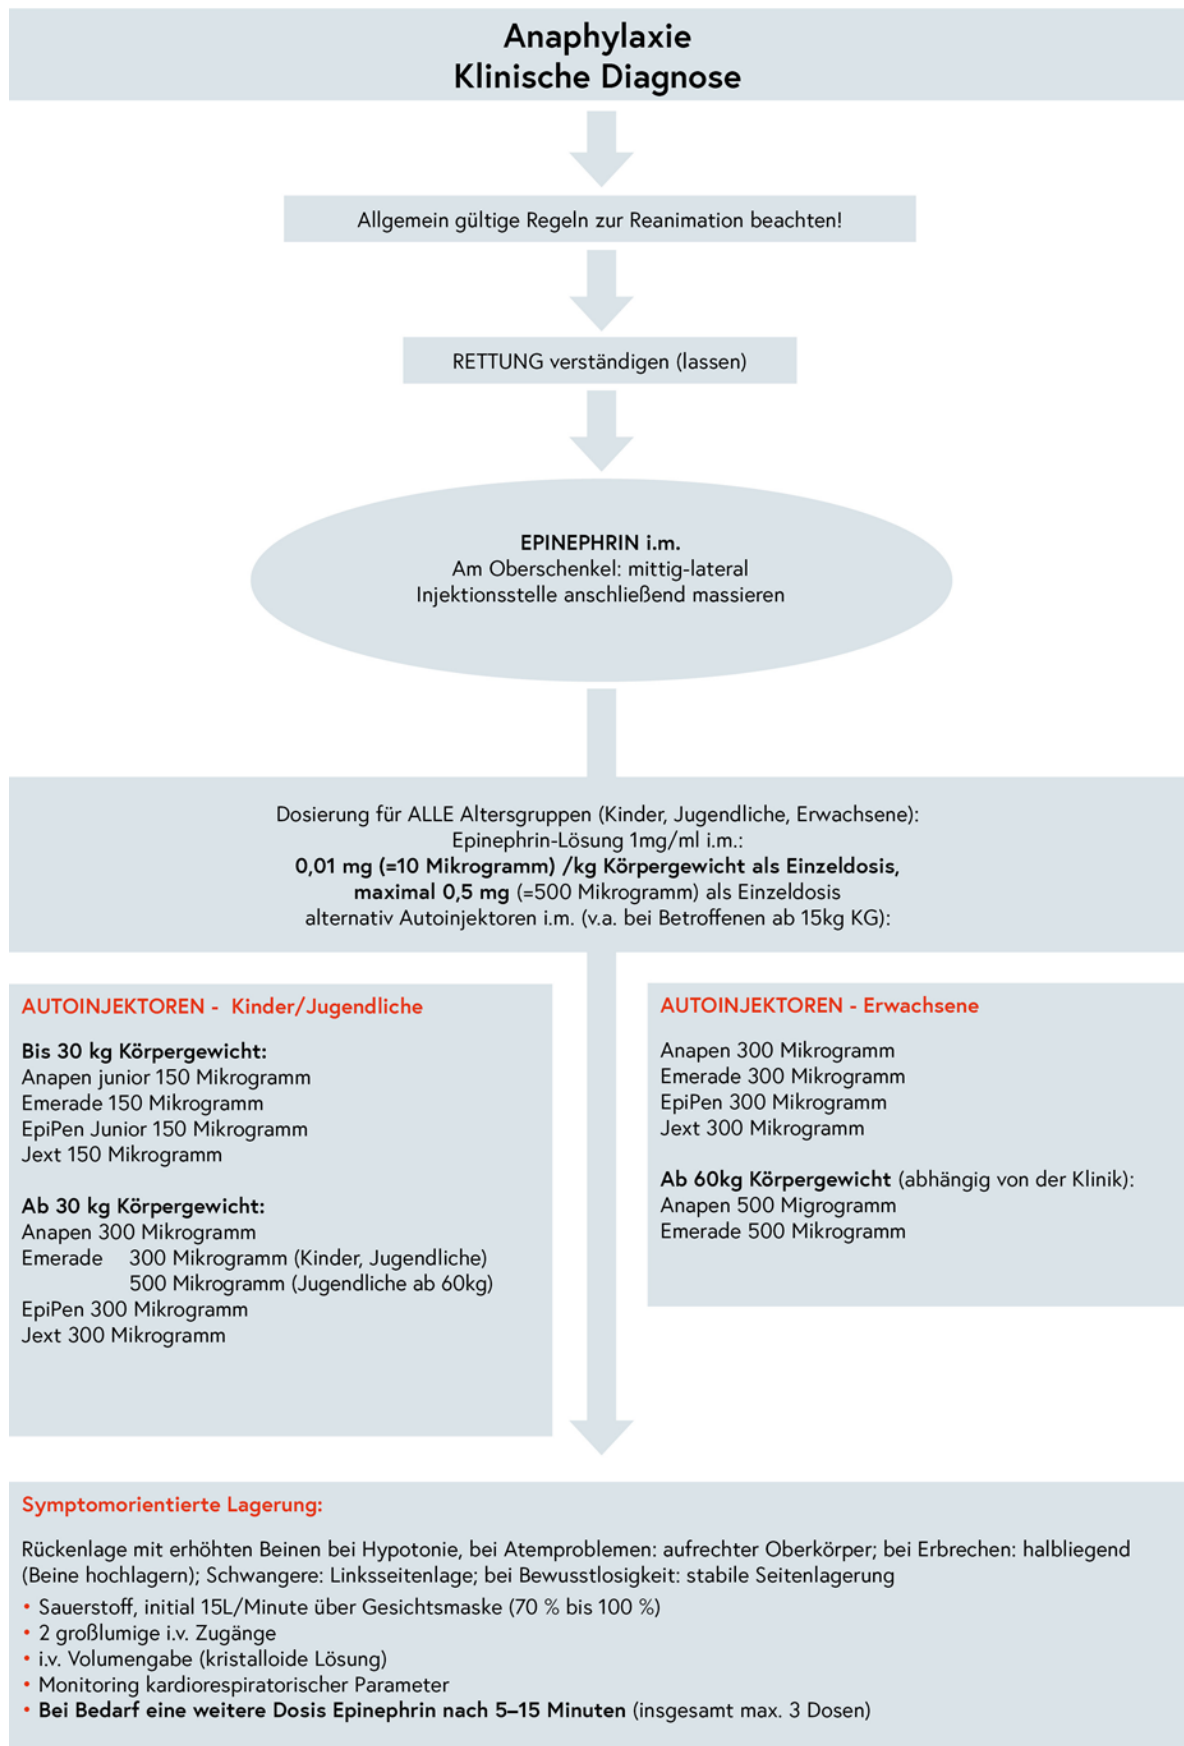 Anaphylaxie
Klinische Diagnose
Allgemein gültige Regeln zur Reanimation beachten!
RETTUNG verständigen (lassen)
EPINEPHRIN i.m.
Am Oberschenkel: mittig-lateral
Injektionsstelle anschließend massieren
Dosierung für ALLE Altersgruppen (Kinder, Jugendliche, Erwachsene):
Epinephrin-Lösung 1mg/ml i.m.:
0,01 mg (=10 Mikrogramm) /kg Körpergewicht als Einzeldosis,
maximal 0,5 mg (=500 Mikrogramm) als Einzeldosis
alternativ Autoinjektoren i.m. (v.a. bei Betroffenen ab 15kg KG):
AUTOINJEKTOREN - Kinder/Jugendliche
Bis 30 kg Körpergewicht:
Anapen junior 150 Mikrogramm
Emerade 150 Mikrogramm
EpiPen Junior 150 Mikrogramm
Jext 150 Mikrogramm
Ab 30 kg Körpergewicht:
Anapen 300 Mikrogramm
Emerade 300 Mikrogramm (Kinder, Jugendliche)
500 Mikrogramm (Jugendliche ab 60kg)
EpiPen 300 Mikrogramm
Jext 300 Mikrogramm
AUTOINJEKTOREN - Erwachsene
Anapen 300 Mikrogramm
Emerade 300 Mikrogramm
EpiPen 300 Mikrogramm
Jext 300 Mikrogramm
Ab 60kg Körpergewicht (abhängig von der Klinik):
Anapen 500 Migrogramm
Emerade 500 Mikrogramm
Symptomorientierte Lagerung:
Rückenlage mit erhöhten Beinen bei Hypotonie, bei Atemproblemen: aufrechter Oberkörper; bei Erbrechen: halbliegend
(Beine hochlagern); Schwangere: Linksseitenlage; bei Bewusstlosigkeit: stabile Seitenlagerung
• Sauerstoff, initial 15L/Minute über Gesichtsmaske (70 % bis 100 %)
• 2 großlumige i.v. Zugänge
• i.v. Volumengabe (kristalloide Lösung)
• Monitoring kardiorespiratorischer Parameter
• Bei Bedarf eine weitere Dosis Epinephrin nach 5–15 Minuten (insgesamt max. 3 Dosen)